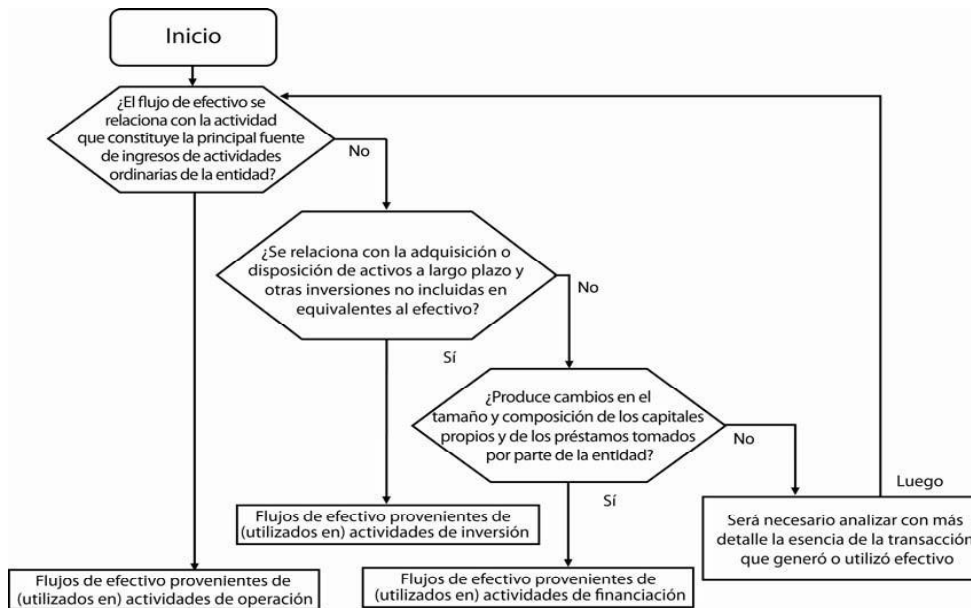 Inicio
¿El flujo de efectivo se
relaciona con la actividad
que constituye la principal fuente
de ingresos de actividades
ordinarias de la entidad?
No
¿Se relaciona con la adquisición o
disposición de activos a largo plazo y
otras inversiones no incluidas en
equivalentes al efectivo?
No
Sí
¿Produce cambios en el
tamaño y composición de los capitales
propios y de los préstamos tomados
por parte de la entidad?
No
Sí
Luego
Será necesario analizar con más
detalle la esencia de la transacción
que generó o utilizó efectivo
Flujos de efectivo provenientes de
(utilizados en) actividades de inversión
Flujos de efectivo provenientes de
(utilizados en) actividades de operación
Flujos de efectivo provenientes de
(utilizados en) actividades de financiación